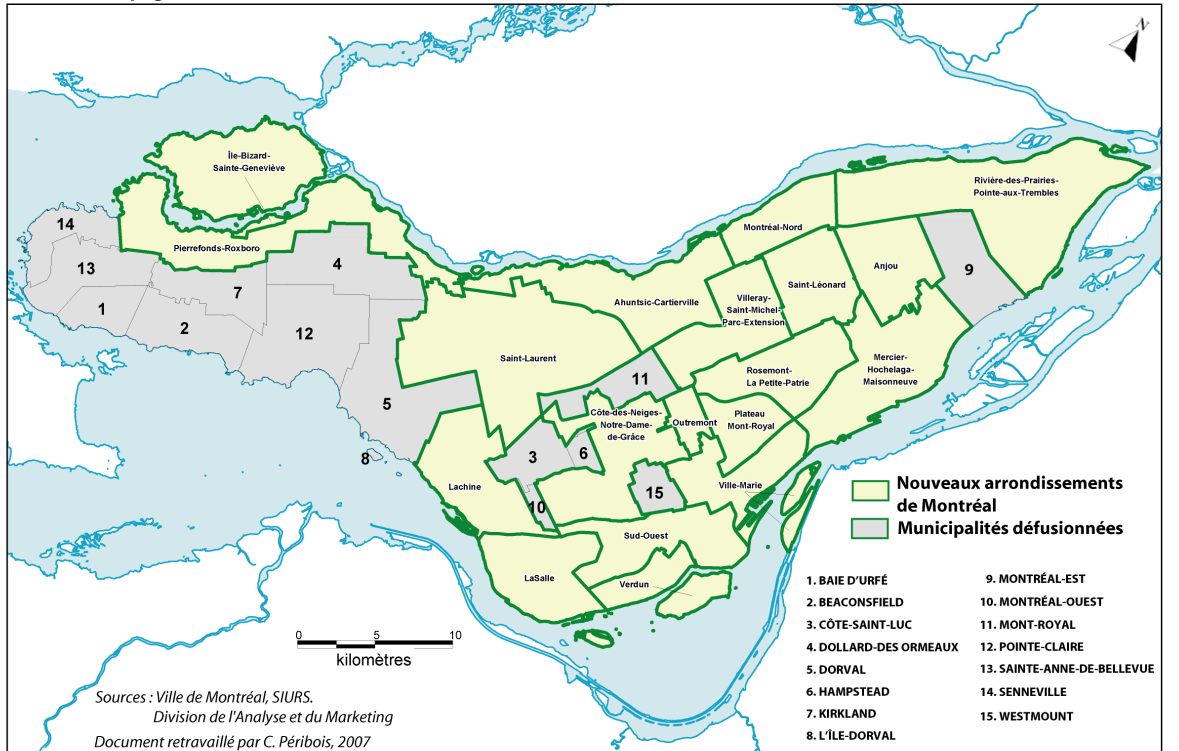 N
Île-Bizard-
Sainte-Geneviève
Rivière-des-Prairies-
Pointe-aux-Trembles
14
Pierrefonds-Roxboro
Montréal-Nord
13
4
Anjou
9
7
Saint-Léonard
1
Ahuntsic-Cartierville
Villeray-
Saint-Michel-
Parc-Extension
2
12
Saint-Laurent
Mercier-
Hochelaga-
Maisonneuve
11
Rosemont-
La Petite-Patrie
5
Côte-des-Neiges-
Notre-Dame-
de-Grâce
Outremont
Plateau
Mont-Royal
8
3
6
Lachine
15
Ville-Marie
10
Sud-Ouest
LaSalle
Verdun
Nouveaux arrondissements
de Montréal
Municipalités défusionnées
1. BAIE D'URFÉ
2. BEACONSFIELD
3. CÔTE-SAINT-LUC
4. DOLLARD-DES ORMEAUX
5. DORVAL
6. HAMPSTEAD
7. KIRKLAND
8. L'ÎLE-DORVAL
9. MONTRÉAL-EST
10. MONTRÉAL-OUEST
11. MONT-ROYAL
12. POINTE-CLAIRE
13. SAINTE-ANNE-DE-BELLEVUE
14. SENNEVILLE
15. WESTMOUNT
0 5 10
kilomètres
Sources : Ville de Montréal, SIURS.
Division de l'Analyse et du Marketing
Document retravaillé par C. Péribois, 2007